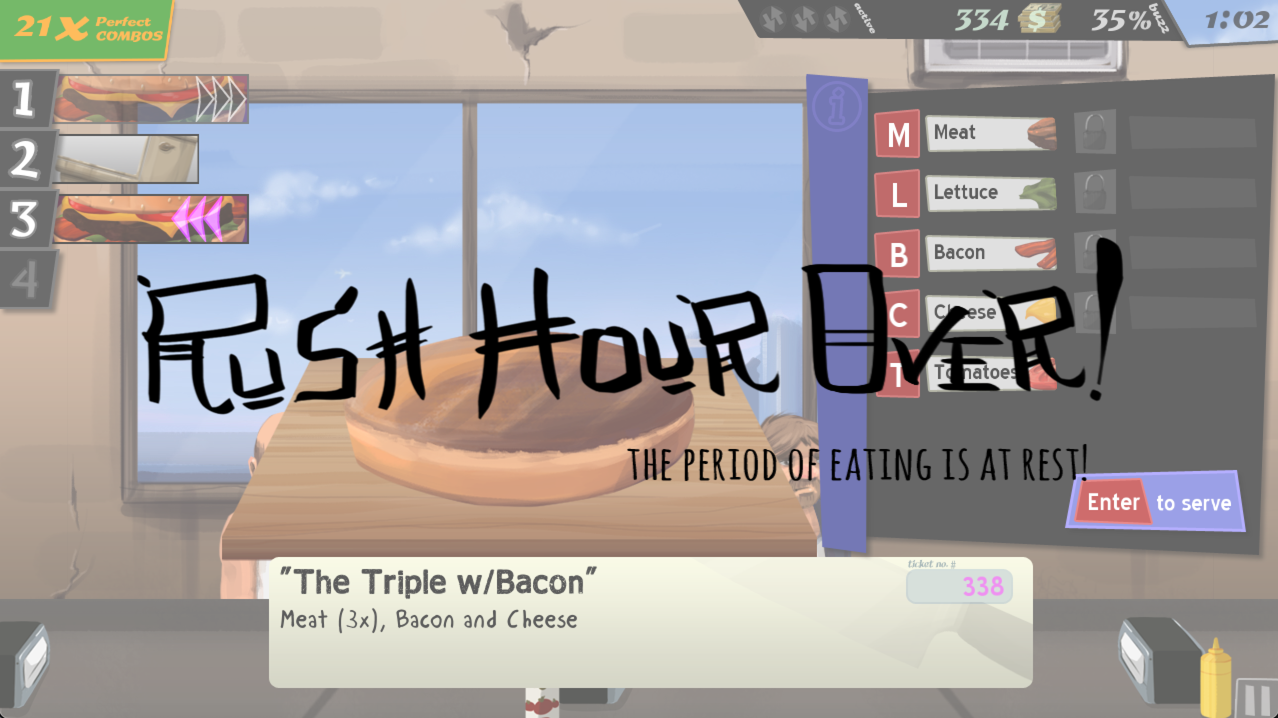 21x Perfect COMBOS
active
334 $
35% buzz
1:02
1
2
3
4
i
M Meat
L Lettuce
B Bacon
C Cheese
T Tomatoes
RUSH HOUR OVER!
THE PERIOD OF EATING IS AT REST!
Enter to serve
"The Triple w/Bacon"
ticket no. #
338
Meat (3x), Bacon and Cheese